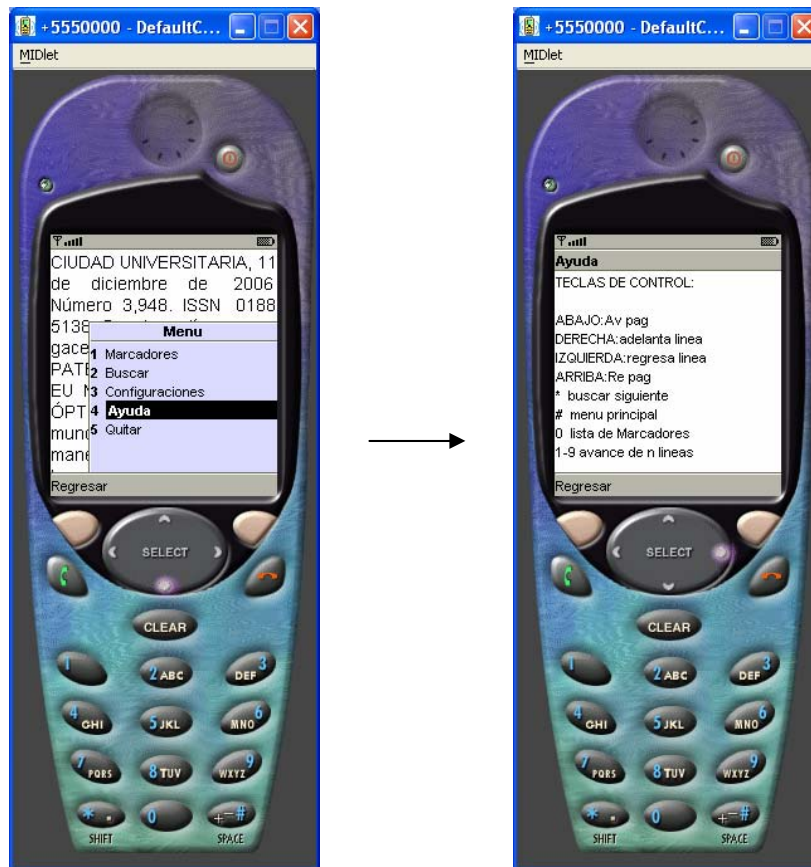 +5550000 - DefaultC...
MIDlet
CIUDAD UNIVERSITARIA, 11
de diciembre de 2006
Número 3,948. ISSN 0188
5138
gace
PATE
EU
ÓPT
mund
mane
Menu
1 Marcadores
2 Buscar
3 Configuraciones
4 Ayuda
5 Quitar
Regresar
SELECT
CLEAR
1
2 ABC
DEF 3
4 GHI
5 JKL
MNO 6
7 PQRS
8 TUV
WXYZ 9
* .
0
+-#
SHIFT
SPACE
+5550000 - DefaultC...
MIDlet
Ayuda
TECLAS DE CONTROL:
ABAJO:Av pag
DERECHA:adelanta linea
IZQUIERDA:regresa linea
ARRIBA:Re pag
* buscar siguiente
# menu principal
0 lista de Marcadores
1-9 avance de n lineas
Regresar
SELECT
CLEAR
1
2 ABC
DEF 3
4 GHI
5 JKL
MNO 6
7 PQRS
8 TUV
WXYZ 9
* .
0
+-#
SHIFT
SPACE